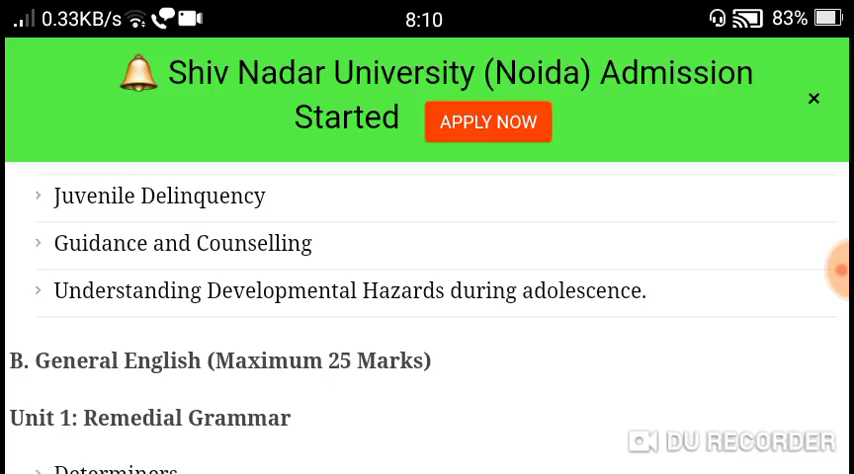 0.33KB/s 8:10 83%
Shiv Nadar University (Noida) Admission
Started APPLY NOW
×
Juvenile Delinquency
Guidance and Counselling
Understanding Developmental Hazards during adolescence.
B. General English (Maximum 25 Marks)
Unit 1: Remedial Grammar
DU RECORDER
Determiners